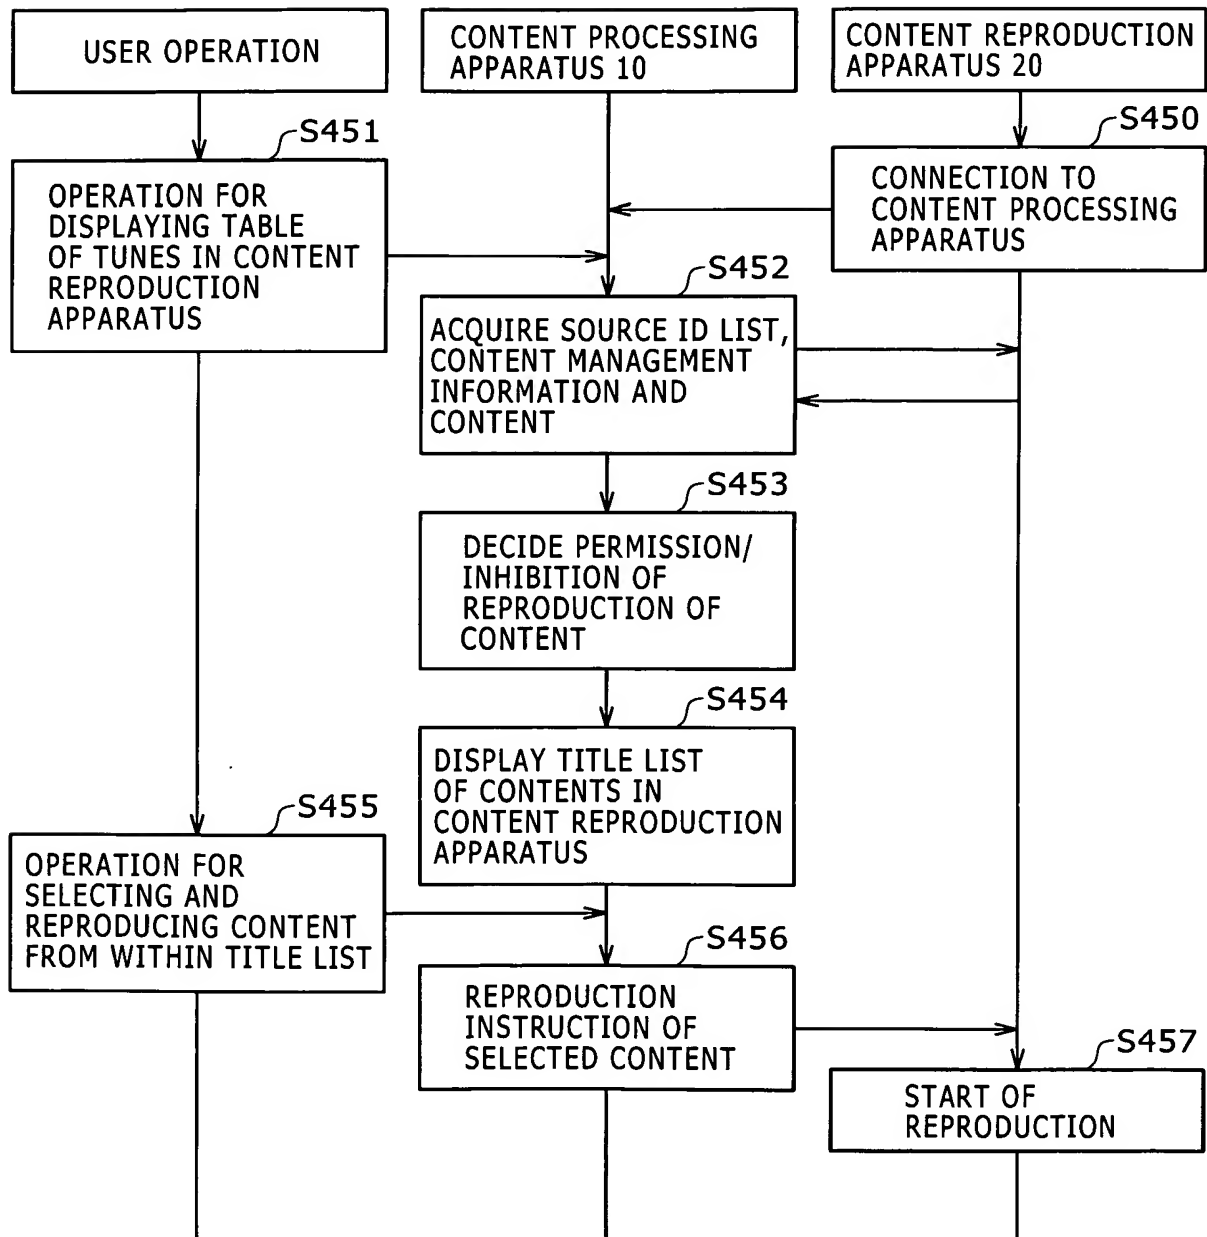 USER OPERATION
CONTENT PROCESSING
APPARATUS 10
CONTENT REPRODUCTION
APPARATUS 20
S451
OPERATION FOR
DISPLAYING TABLE
OF TUNES IN CONTENT
REPRODUCTION
APPARATUS
S450
CONNECTION TO
CONTENT PROCESSING
APPARATUS
S452
ACQUIRE SOURCE ID LIST,
CONTENT MANAGEMENT
INFORMATION AND
CONTENT
S453
DECIDE PERMISSION/
INHIBITION OF
REPRODUCTION OF
CONTENT
S454
DISPLAY TITLE LIST
OF CONTENTS IN
CONTENT REPRODUCTION
APPARATUS
S455
OPERATION FOR
SELECTING AND
REPRODUCING CONTENT
FROM WITHIN TITLE LIST
S456
REPRODUCTION
INSTRUCTION OF
SELECTED CONTENT
S457
START OF
REPRODUCTION